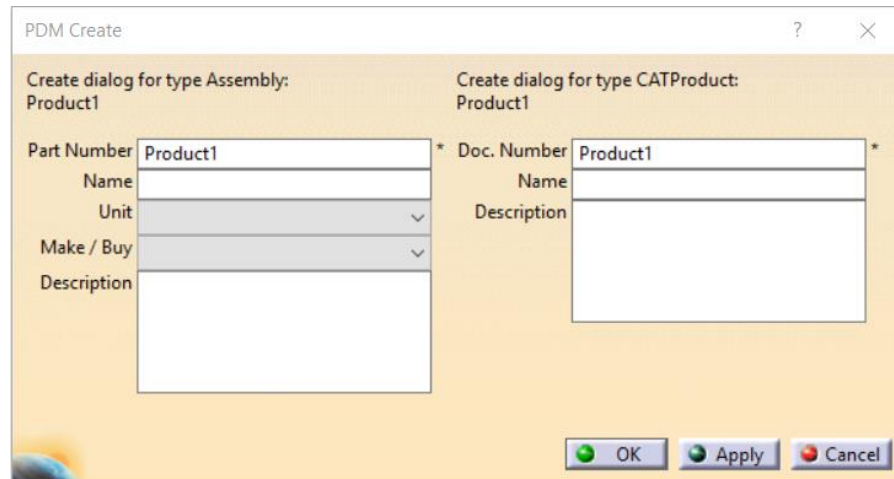 PDM Create
?
Create dialog for type Assembly:
Product1
Part Number Product1 *
Name
Unit
Make / Buy
Description
Create dialog for type CATProduct:
Product1
Doc. Number Product1 *
Name
Description
OK Apply Cancel